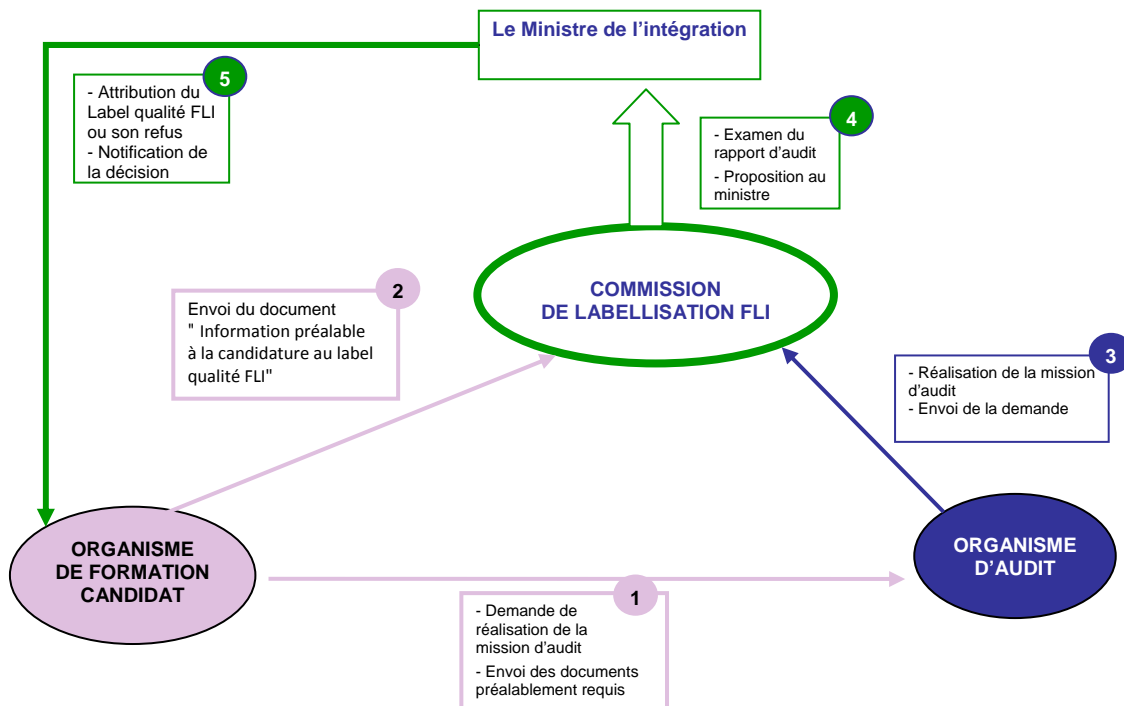 Le Ministre de l'intégration
5
- Attribution du
Label qualité FLI
ou son refus
- Notification de
la décision
4
- Examen du
rapport d'audit
- Proposition au
ministre
COMMISSION
DE LABELLISATION FLI
2
Envoi du document
" Information préalable
à la candidature au label
qualité FLI"
3
- Réalisation de la mission
d'audit
- Envoi de la demande
ORGANISME
DE FORMATION
CANDIDAT
ORGANISME
D'AUDIT
1
- Demande de
réalisation de la
mission d'audit
- Envoi des documents
préalablement requis